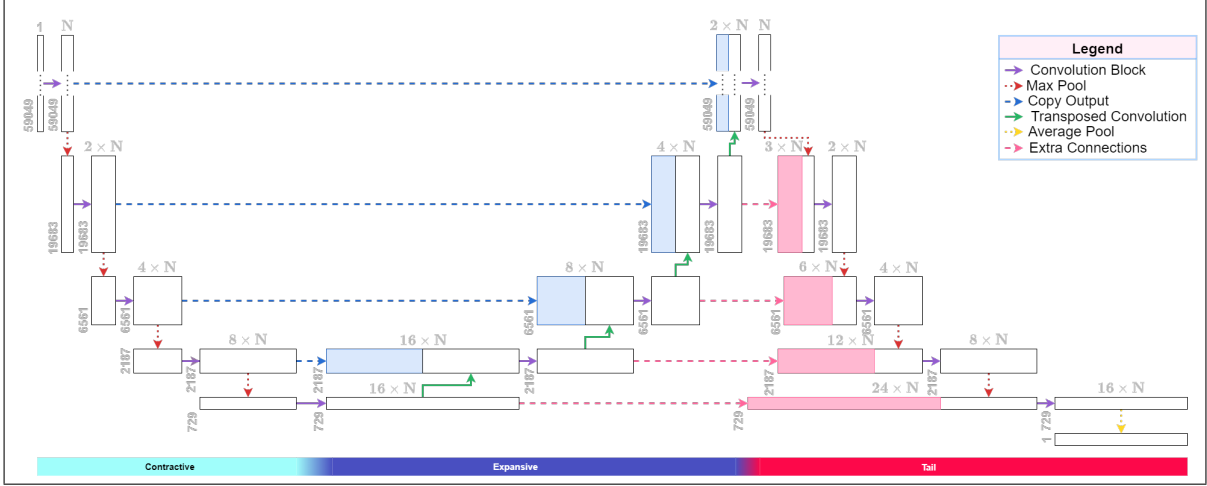 1 N 2 × N N
59049 59049 59049 59049
Legend
Convolution Block
Max Pool
Copy Output
Transposed Convolution
Average Pool
Extra Connections
2 × N 4 × N 3 × N 2 × N
19683 19683 19683 19683 19683 19683
4 × N 8 × N 6 × N 4 × N
6561 6561 6561 6561 6561 6561
8 × N 16 × N 12 × N 8 × N
2187 2187 2187 2187 2187 2187
16 × N 24 × N 16 × N
729 729 729 729
1
Contractive Expansive Tail